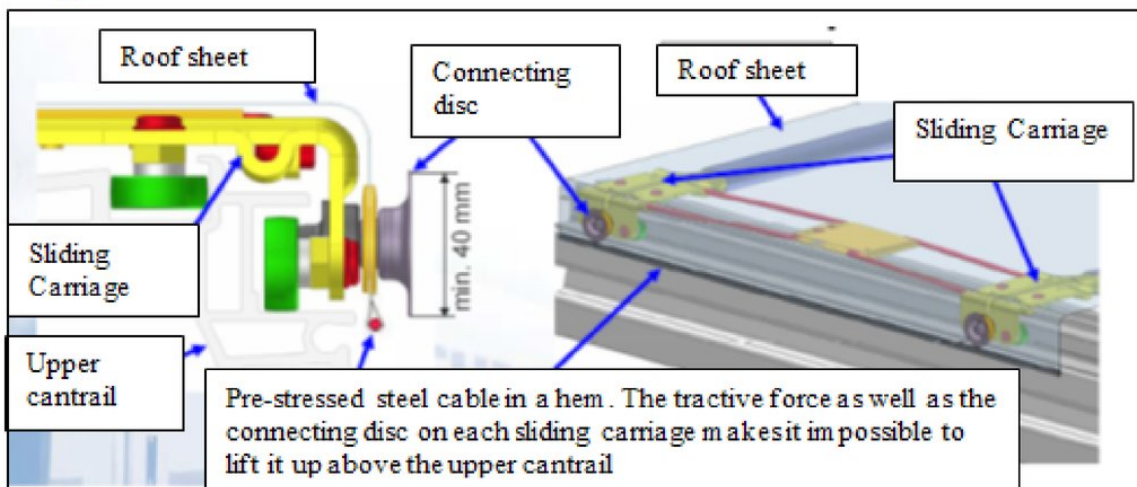 Roof sheet
Connecting
disc
Roof sheet
Sliding Carriage
min. 40 mm
Sliding
Carriage
Upper
cantrail
Pre-stressed steel cable in a hem. The tractive force as well as the
connecting disc on each sliding carriage makes it impossible to
lift it up above the upper cantrail